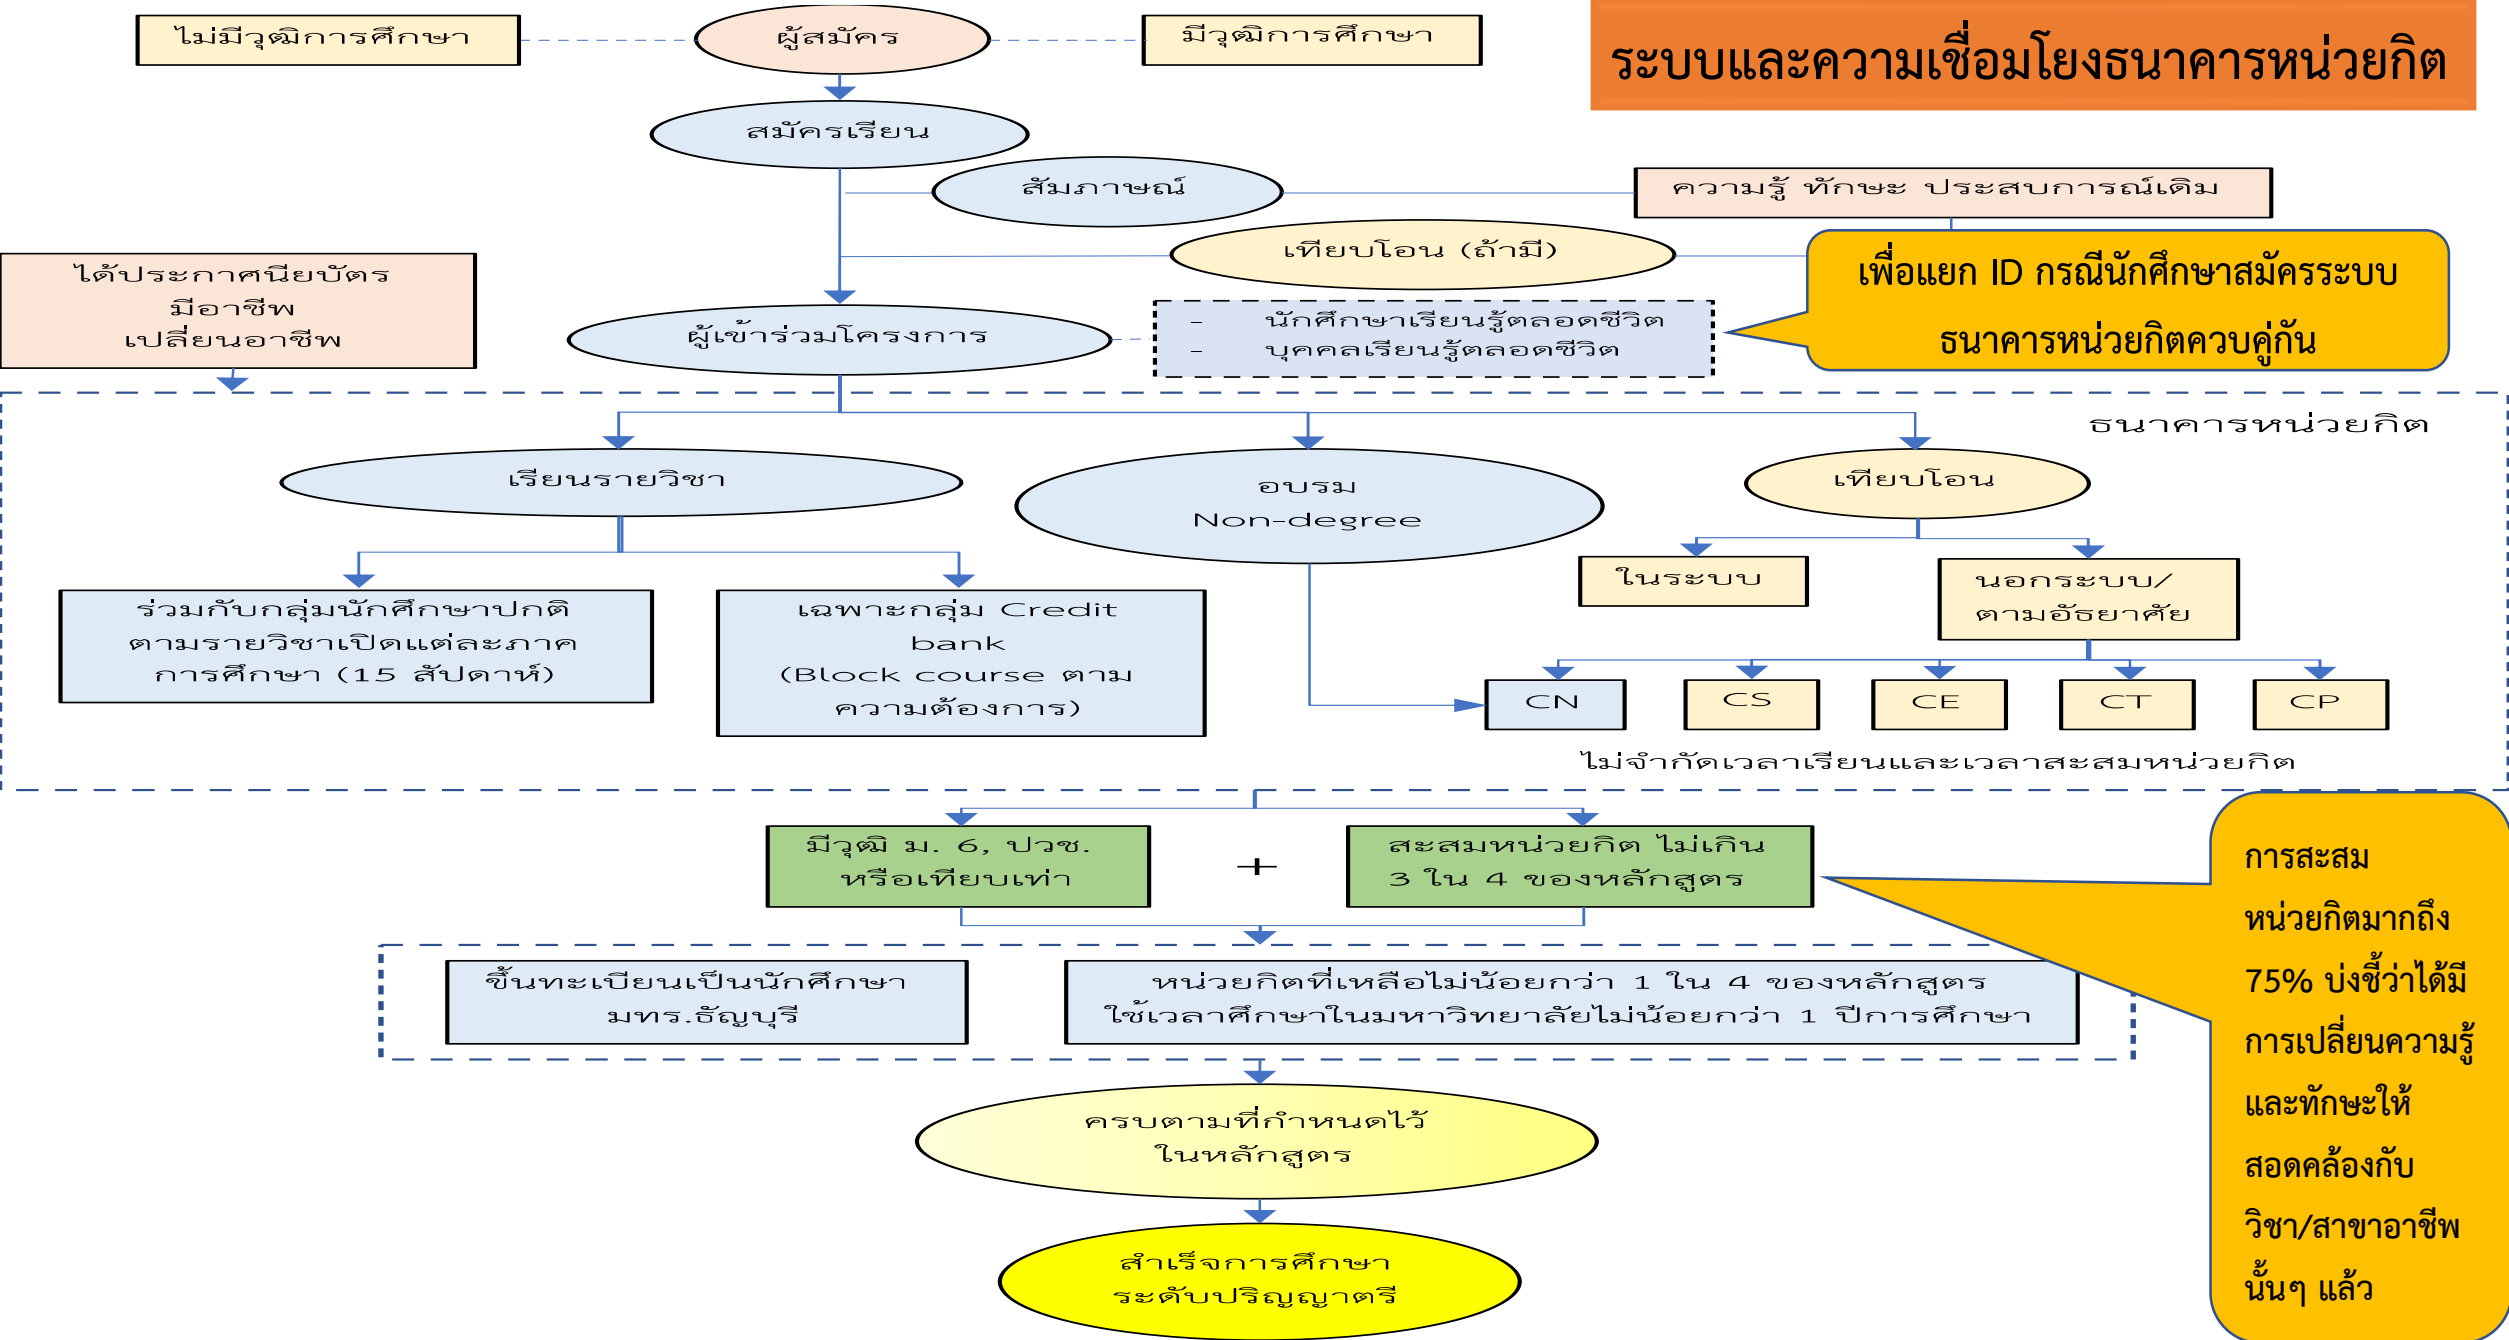 ไม่มีวุฒิการศึกษา
ผู้สมัคร
มีวุฒิการศึกษา
ระบบและความเชื่อมโยงธนาคารหน่วยกิต
สมัครเรียน
สัมภาษณ์
ความรู้ ทักษะ ประสบการณ์เดิม
เทียบโอน (ถ้ามี)
เพื่อแยก ID กรณีนักศึกษาสมัครระบบ
ธนาคารหน่วยกิตควบคู่กัน
ได้ประกาศนียบัตร
มีอาชีพ
เปลี่ยนอาชีพ
ผู้เข้าร่วมโครงการ
- นักศึกษาเรียนรู้ตลอดชีวิต
- บุคคลเรียนรู้ตลอดชีวิต
ธนาคารหน่วยกิต
เรียนรายวิชา
อบรม
Non-degree
เทียบโอน
ในระบบ
นอกระบบ/
ตามอัธยาศัย
ร่วมกับกลุ่มนักศึกษาปกติ
ตามรายวิชาเปิดแต่ละภาค
การศึกษา (15 สัปดาห์)
เฉพาะกลุ่ม Credit
bank
(Block course ตาม
ความต้องการ)
CN
CS
CE
CT
CP
ไม่จำกัดเวลาเรียนและเวลาสะสมหน่วยกิต
มีวุฒิ ม. 6, ปวช.
หรือเทียบเท่า
+
สะสมหน่วยกิต ไม่เกิน
3 ใน 4 ของหลักสูตร
ขึ้นทะเบียนเป็นนักศึกษา
มทร.ธัญบุรี
หน่วยกิตที่เหลือไม่น้อยกว่า 1 ใน 4 ของหลักสูตร
ใช้เวลาศึกษาในมหาวิทยาลัยไม่น้อยกว่า 1 ปีการศึกษา
การสะสม
หน่วยกิตมากถึง
75% บ่งชี้ว่าได้มี
การเปลี่ยนความรู้
และทักษะให้
สอดคล้องกับ
วิชา/สาขาอาชีพ
นั้นๆ แล้ว
ครบตามที่กำหนดไว้
ในหลักสูตร
สำเร็จการศึกษา
ระดับปริญญาตรี